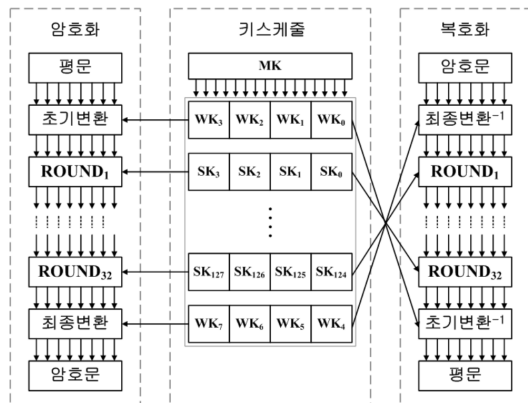 암호화
평문
초기변환
ROUND₁
ROUND₃₂
최종변환
암호문
키스케줄
MK
WK₃ WK₂ WK₁ WK₀
SK₃ SK₂ SK₁ SK₀
SK₁₂₇ SK₁₂₆ SK₁₂₅ SK₁₂₄
WK₇ WK₆ WK₅ WK₄
복호화
암호문
최종변환⁻¹
ROUND₁
ROUND₃₂
초기변환⁻¹
평문